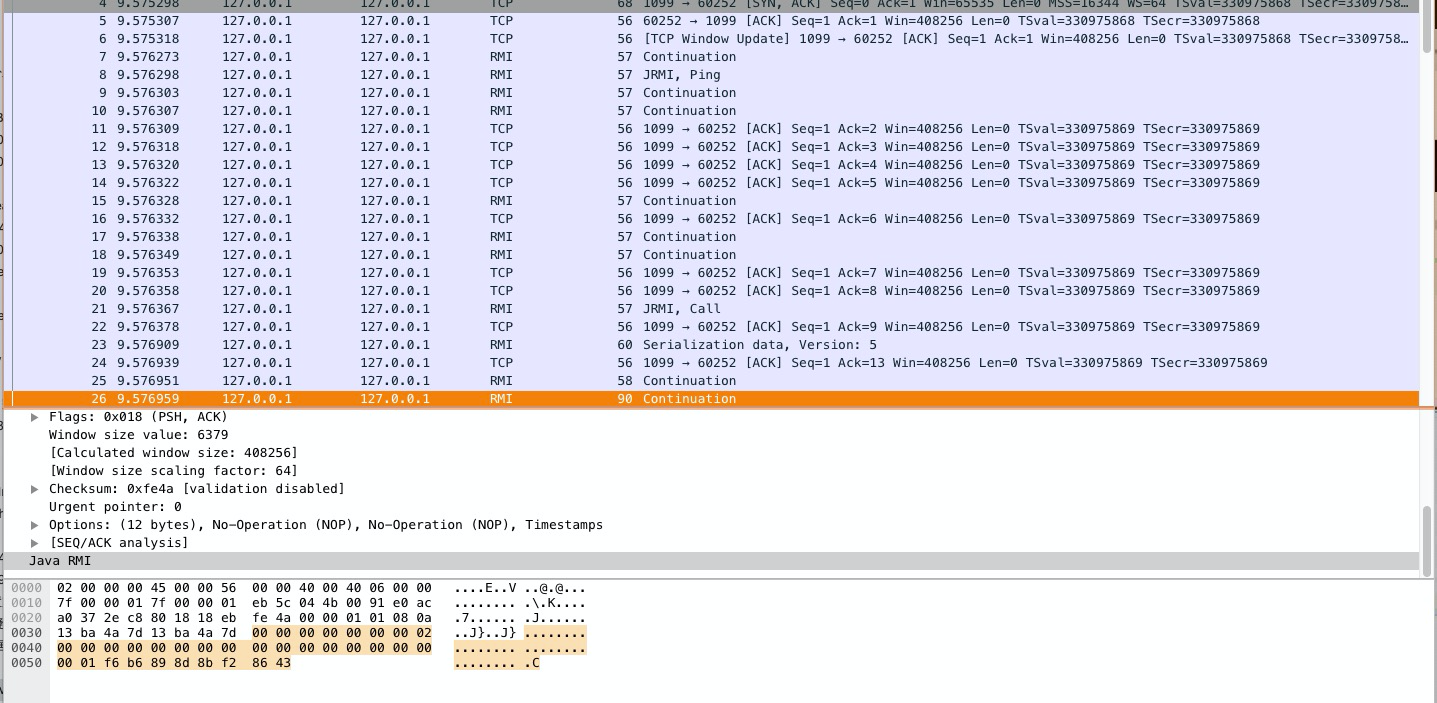 4 9.575298 127.0.0.1 127.0.0.1 TCP 68 1099 → 60252 [SYN, ACK] Seq=0 Ack=1 Win=65535 Len=0 MSS=16344 WS=64 TSval=330975868 TSecr=3309758…
5 9.575307 127.0.0.1 127.0.0.1 TCP 56 60252 → 1099 [ACK] Seq=1 Ack=1 Win=408256 Len=0 TSval=330975868 TSecr=330975868
6 9.575318 127.0.0.1 127.0.0.1 TCP 56 [TCP Window Update] 1099 → 60252 [ACK] Seq=1 Ack=1 Win=408256 Len=0 TSval=330975868 TSecr=3309758…
7 9.576273 127.0.0.1 127.0.0.1 RMI 57 Continuation
8 9.576298 127.0.0.1 127.0.0.1 RMI 57 JRMI, Ping
9 9.576303 127.0.0.1 127.0.0.1 RMI 57 Continuation
10 9.576307 127.0.0.1 127.0.0.1 RMI 57 Continuation
11 9.576309 127.0.0.1 127.0.0.1 TCP 56 1099 → 60252 [ACK] Seq=1 Ack=2 Win=408256 Len=0 TSval=330975869 TSecr=330975869
12 9.576318 127.0.0.1 127.0.0.1 TCP 56 1099 → 60252 [ACK] Seq=1 Ack=3 Win=408256 Len=0 TSval=330975869 TSecr=330975869
13 9.576320 127.0.0.1 127.0.0.1 TCP 56 1099 → 60252 [ACK] Seq=1 Ack=4 Win=408256 Len=0 TSval=330975869 TSecr=330975869
14 9.576322 127.0.0.1 127.0.0.1 TCP 56 1099 → 60252 [ACK] Seq=1 Ack=5 Win=408256 Len=0 TSval=330975869 TSecr=330975869
15 9.576328 127.0.0.1 127.0.0.1 RMI 57 Continuation
16 9.576332 127.0.0.1 127.0.0.1 TCP 56 1099 → 60252 [ACK] Seq=1 Ack=6 Win=408256 Len=0 TSval=330975869 TSecr=330975869
17 9.576338 127.0.0.1 127.0.0.1 RMI 57 Continuation
18 9.576349 127.0.0.1 127.0.0.1 RMI 57 Continuation
19 9.576353 127.0.0.1 127.0.0.1 TCP 56 1099 → 60252 [ACK] Seq=1 Ack=7 Win=408256 Len=0 TSval=330975869 TSecr=330975869
20 9.576358 127.0.0.1 127.0.0.1 TCP 56 1099 → 60252 [ACK] Seq=1 Ack=8 Win=408256 Len=0 TSval=330975869 TSecr=330975869
21 9.576367 127.0.0.1 127.0.0.1 RMI 57 JRMI, Call
22 9.576378 127.0.0.1 127.0.0.1 TCP 56 1099 → 60252 [ACK] Seq=1 Ack=9 Win=408256 Len=0 TSval=330975869 TSecr=330975869
23 9.576909 127.0.0.1 127.0.0.1 RMI 60 Serialization data, Version: 5
24 9.576939 127.0.0.1 127.0.0.1 TCP 56 1099 → 60252 [ACK] Seq=1 Ack=13 Win=408256 Len=0 TSval=330975869 TSecr=330975869
25 9.576951 127.0.0.1 127.0.0.1 RMI 58 Continuation
26 9.576959 127.0.0.1 127.0.0.1 RMI 90 Continuation
Flags: 0x018 (PSH, ACK)
Window size value: 6379
[Calculated window size: 408256]
[Window size scaling factor: 64]
Checksum: 0xfe4a [validation disabled]
Urgent pointer: 0
Options: (12 bytes), No-Operation (NOP), No-Operation (NOP), Timestamps
[SEQ/ACK analysis]
Java RMI
0000 02 00 00 00 45 00 00 56 00 00 40 00 40 06 00 00 ....E..V ..@.@...
0010 7f 00 00 01 7f 00 00 01 eb 5c 04 4b 00 91 e0 ac ........ .\.K....
0020 a0 37 2e c8 80 18 18 eb fe 4a 00 00 01 01 08 0a .7...... .J......
0030 13 ba 4a 7d 13 ba 4a 7d 00 00 00 00 00 00 00 02 ..J}..J} ........
0040 00 00 00 00 00 00 00 00 00 00 00 00 00 00 00 00 ........ ........
0050 00 01 f6 b6 89 8d 8b f2 86 43 ........ .C